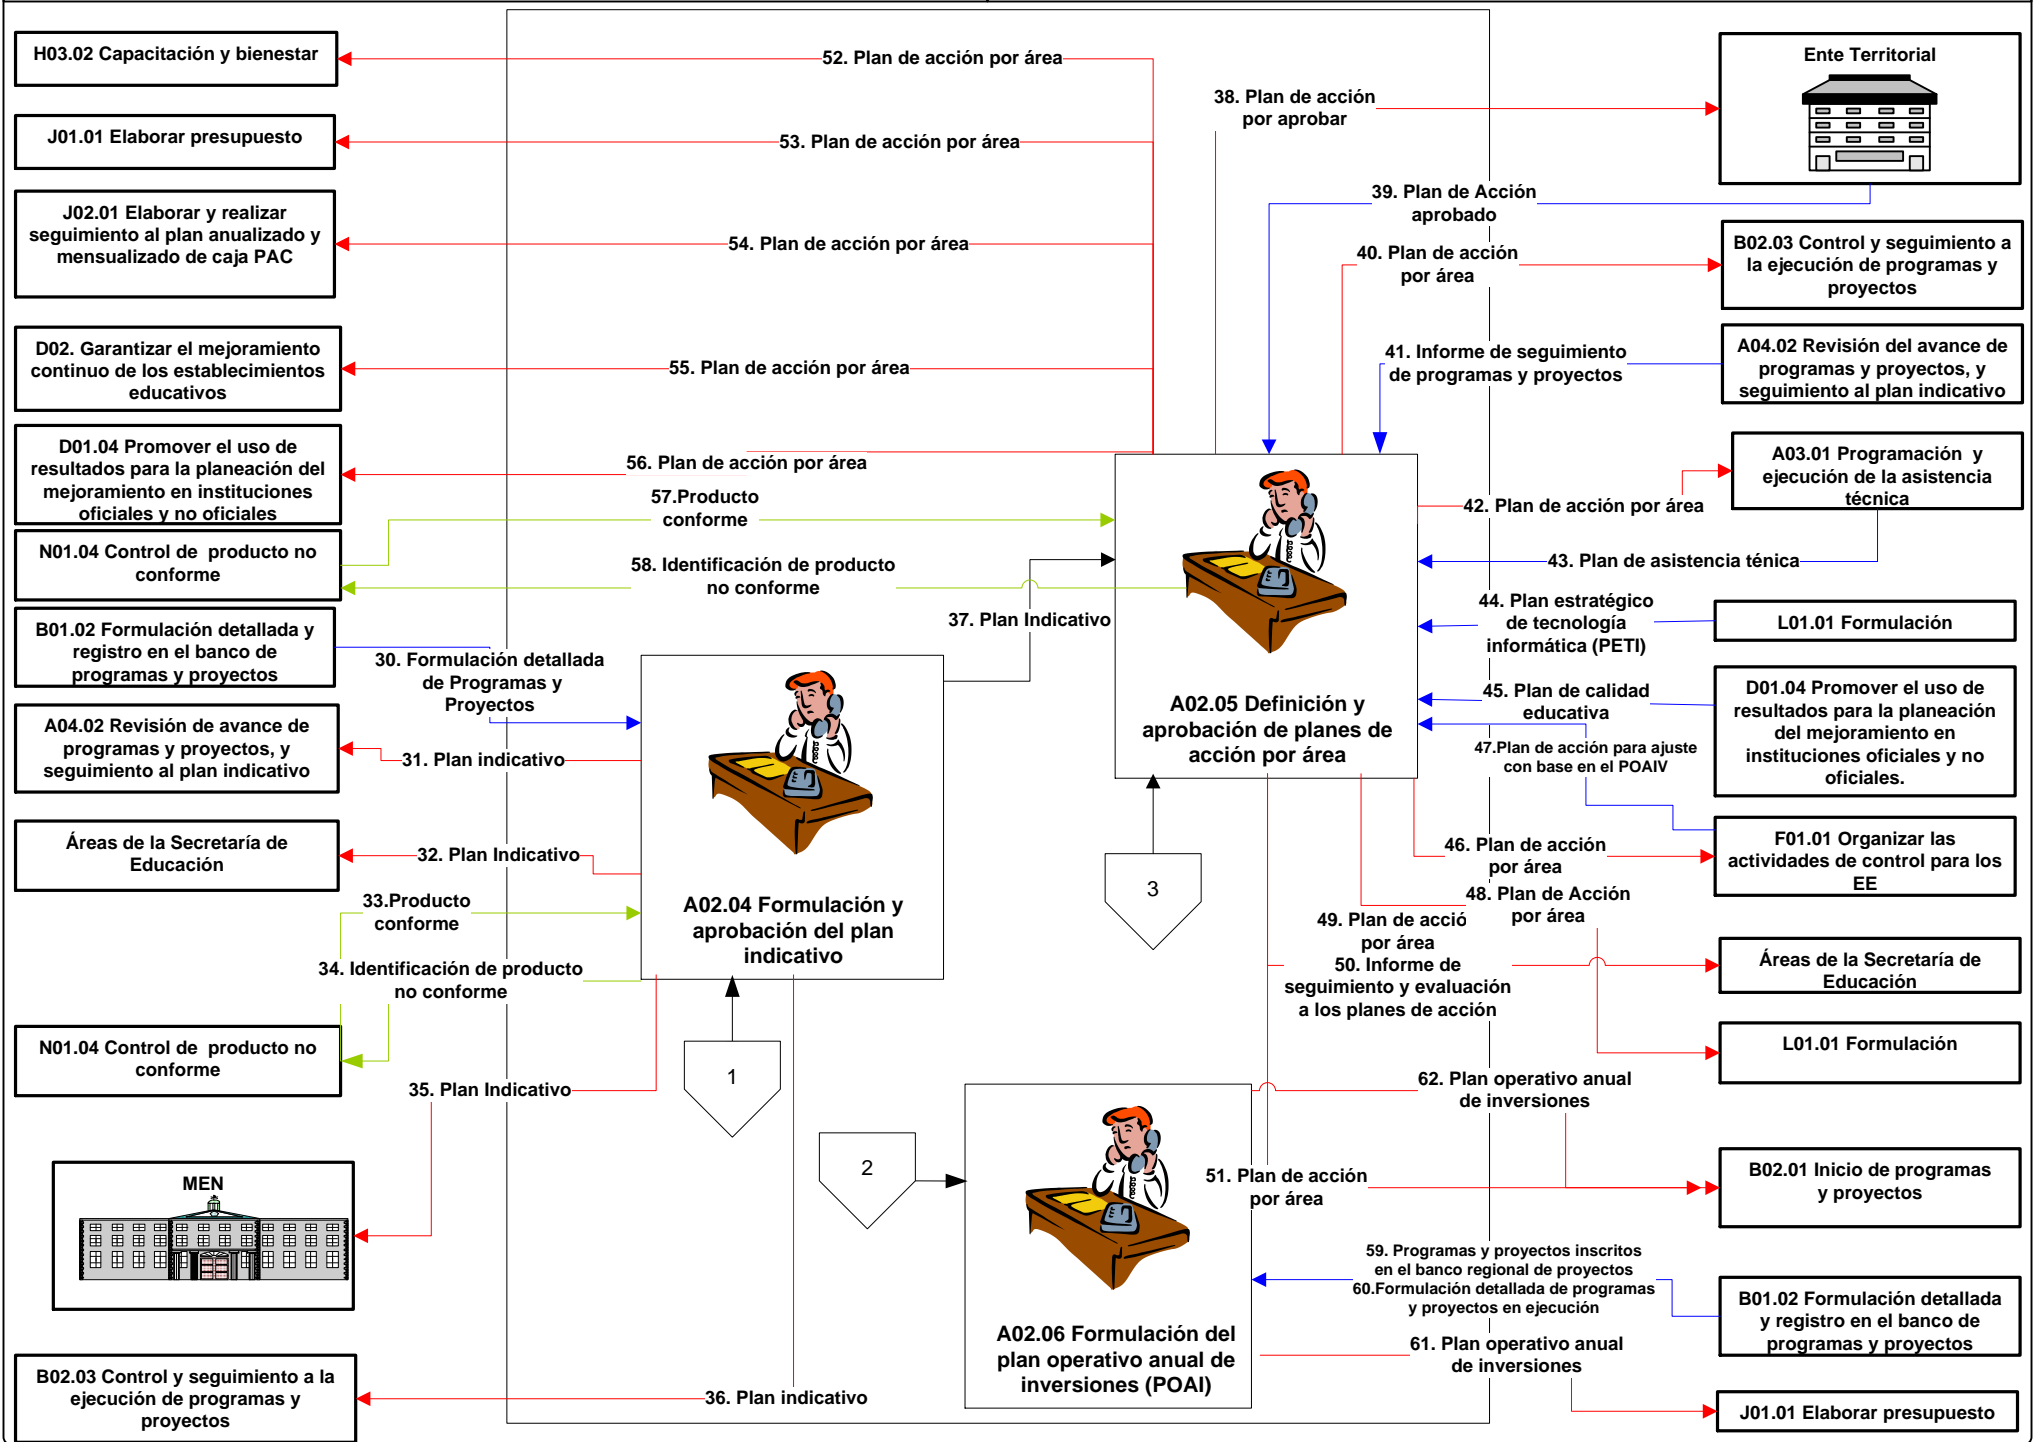 H03.02 Capacitación y bienestar
52. Plan de acción por área
J01.01 Elaborar presupuesto
53. Plan de acción por área
J02.01 Elaborar y realizar
seguimiento al plan anualizado y
mensualizado de caja PAC
54. Plan de acción por área
D02. Garantizar el mejoramiento
continuo de los establecimientos
educativos
55. Plan de acción por área
D01.04 Promover el uso de
resultados para la planeación del
mejoramiento en instituciones
oficiales y no oficiales
56. Plan de acción por área
57.Producto
conforme
N01.04 Control de  producto no
conforme
58. Identificación de producto
no conforme
B01.02 Formulación detallada y
registro en el banco de
programas y proyectos
30. Formulación detallada
de Programas y
Proyectos
A04.02 Revisión de avance de
programas y proyectos, y
seguimiento al plan indicativo
31. Plan indicativo
Áreas de la Secretaría de
Educación
32. Plan Indicativo
33.Producto
conforme
34. Identificación de producto
no conforme
N01.04 Control de  producto no
conforme
35. Plan Indicativo
MEN
B02.03 Control y seguimiento a la
ejecución de programas y
proyectos
36. Plan indicativo
A02.04 Formulación y
aprobación del plan
indicativo
1
37. Plan Indicativo
2
A02.05 Definición y
aprobación de planes de
acción por área
3
A02.06 Formulación del
plan operativo anual de
inversiones (POAI)
38. Plan de acción
por aprobar
Ente Territorial
39. Plan de Acción
aprobado
40. Plan de acción
por área
B02.03 Control y seguimiento a
la ejecución de programas y
proyectos
41. Informe de seguimiento
de programas y proyectos
A04.02 Revisión del avance de
programas y proyectos, y
seguimiento al plan indicativo
42. Plan de acción por área
A03.01 Programación  y
ejecución de la asistencia
técnica
43. Plan de asistencia ténica
44. Plan estratégico
de tecnología
informática (PETI)
L01.01 Formulación
45. Plan de calidad
educativa
D01.04 Promover el uso de
resultados para la planeación
del mejoramiento en
instituciones oficiales y no
oficiales.
47.Plan de acción para ajuste
con base en el POAIV
46. Plan de acción
por área
F01.01 Organizar las
actividades de control para los
EE
48. Plan de Acción
por área
49. Plan de acció
por área
50. Informe de
seguimiento y evaluación
a los planes de acción
Áreas de la Secretaría de
Educación
L01.01 Formulación
62. Plan operativo anual
de inversiones
51. Plan de acción
por área
B02.01 Inicio de programas
y proyectos
59. Programas y proyectos inscritos
en el banco regional de proyectos
60.Formulación detallada de programas
y proyectos en ejecución
B01.02 Formulación detallada
y registro en el banco de
programas y proyectos
61. Plan operativo anual
de inversiones
J01.01 Elaborar presupuesto